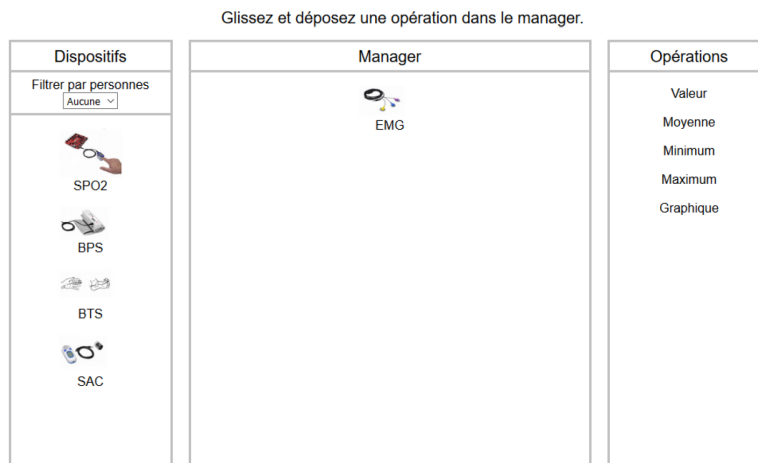 Glissez et déposez une opération dans le manager.
Dispositifs
Filtrer par personnes
Aucune
SPO2
BPS
BTS
SAC
Manager
EMG
Opérations
Valeur
Moyenne
Minimum
Maximum
Graphique